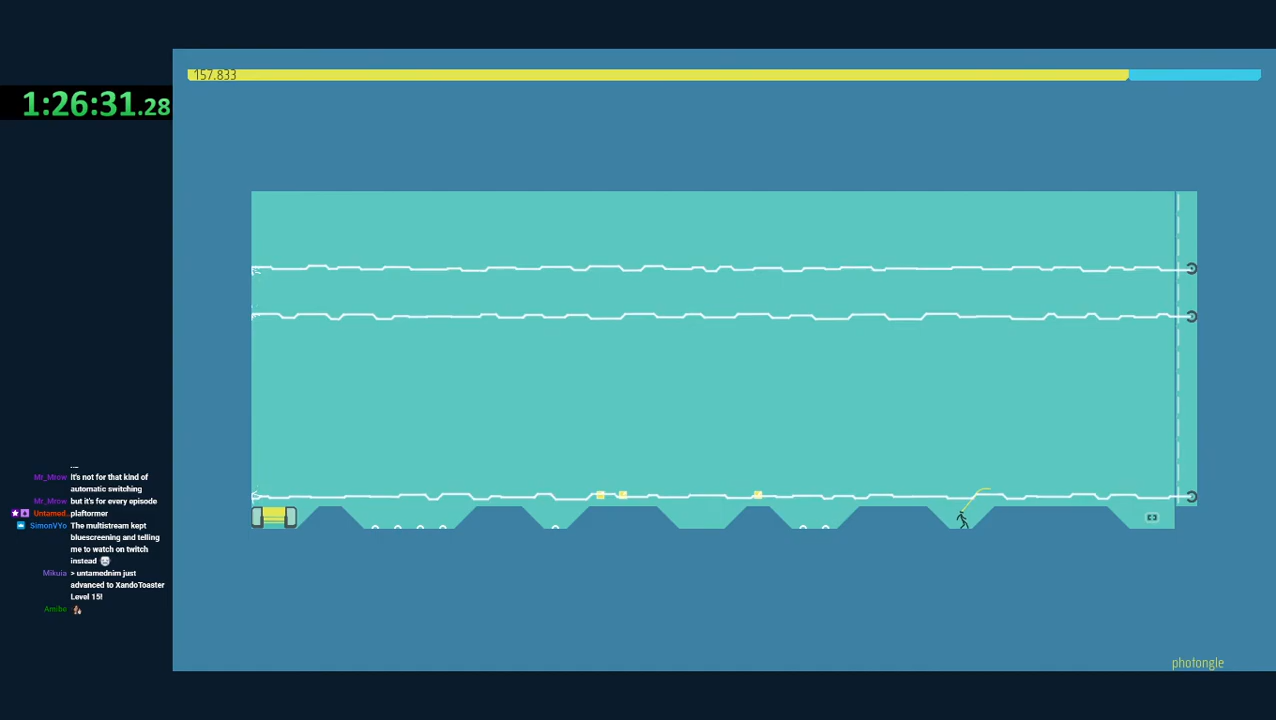 157.833
1:26:31.28
Mr_Mrow It's not for that kind of
automatic switching
Mr_Mrow but it's for every episode
Untamed.. plaftormer
SimonVYo The multistream kept
bluescreening and telling
me to watch on twitch
instead
Mikuia > untamednim just
advanced to XandoToaster
Level 15!
Amibo
photongle